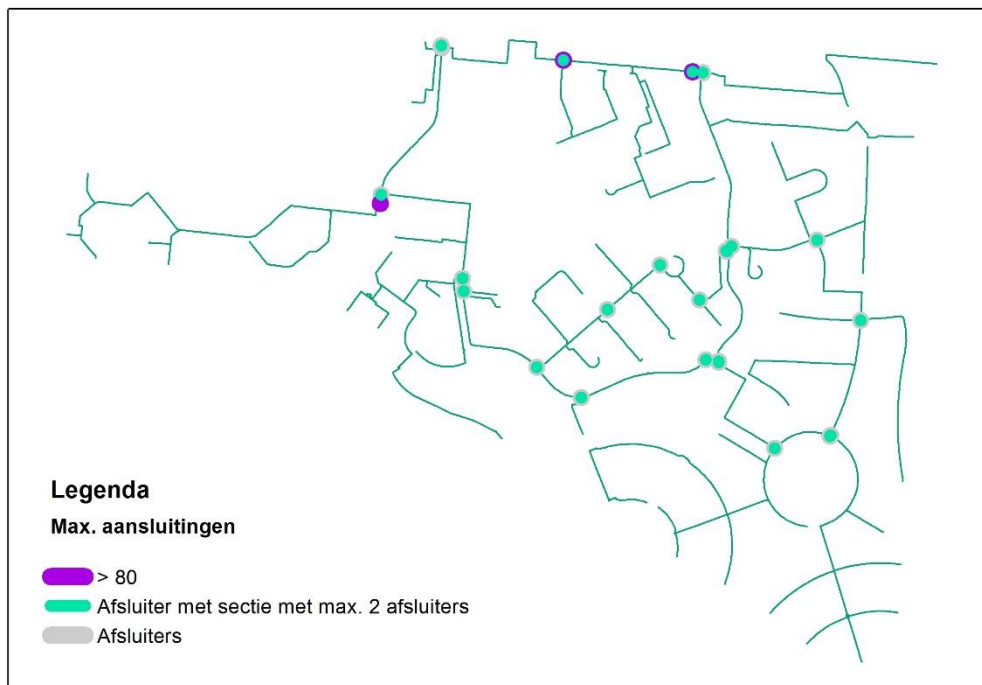 Legenda
Max. aansluitingen
> 80
Afsluiter met sectie met max. 2 afsluiters
Afsluiters